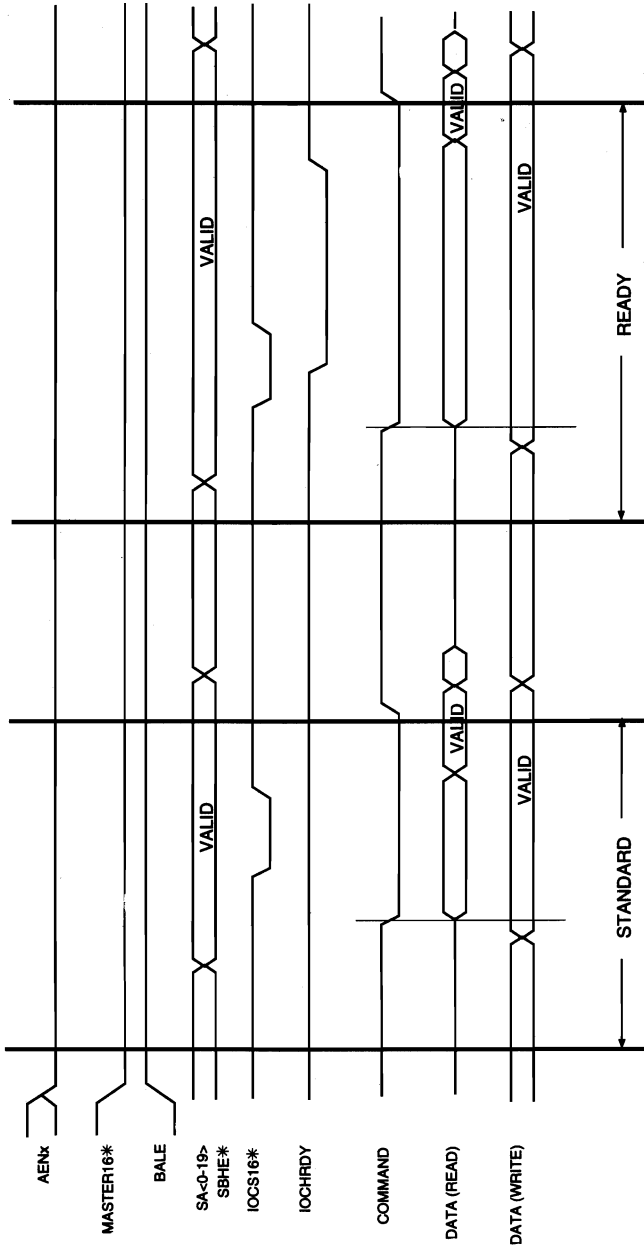 AENx
MASTER16*
BALE
SA<0-19>
SBHE*
IOCS16*
IOCHRDY
COMMAND
DATA (READ)
DATA (WRITE)
VALID
VALID
VALID
VALID
VALID
VALID
STANDARD
READY